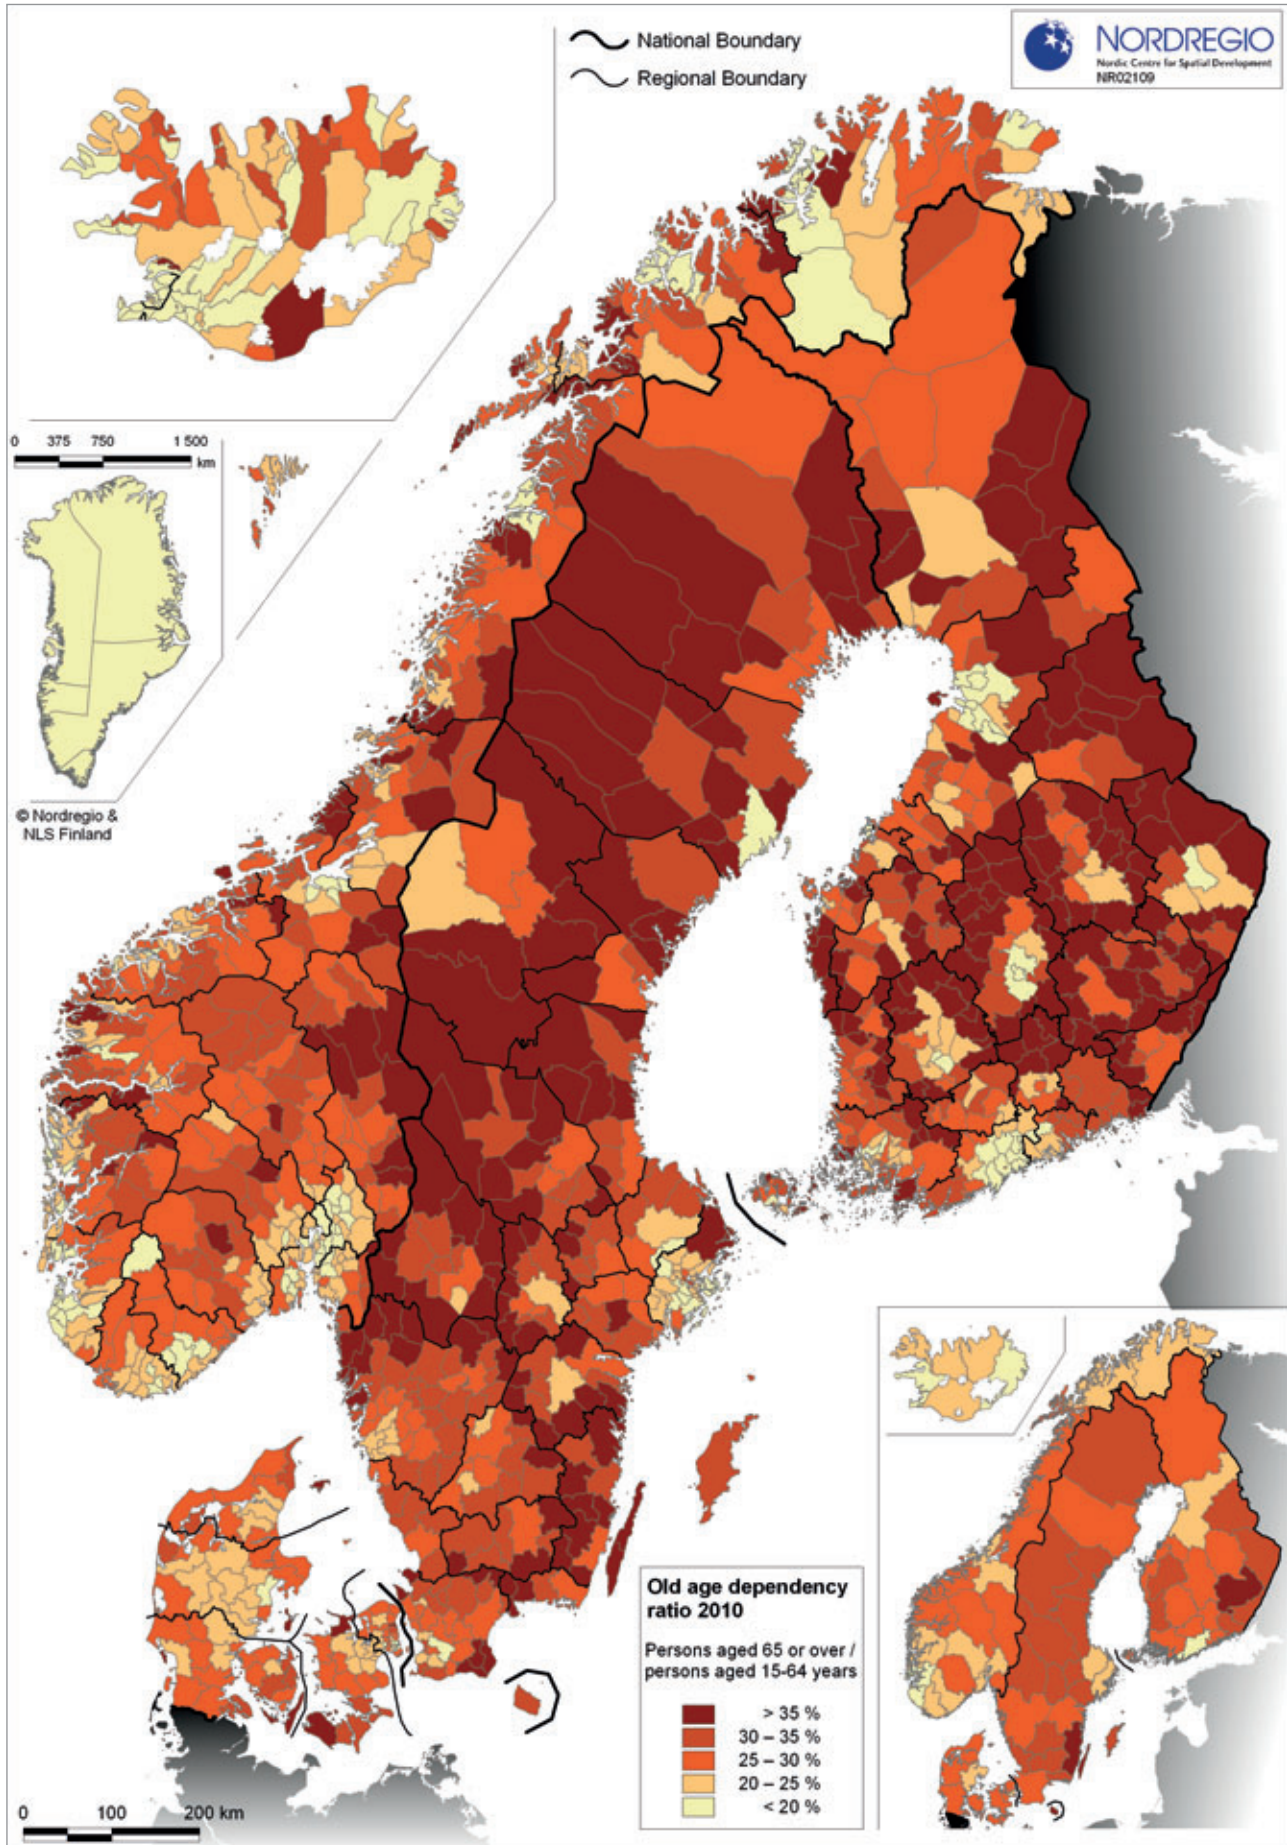 National Boundary
Regional Boundary
NORDREGIO
Nordic Centre for Spatial Development
NR02109
0 375 750 1 500
km
© Nordregio &
NLS Finland
Old age dependency
ratio 2010
Persons aged 65 or over /
persons aged 15-64 years
> 35 %
30 – 35 %
25 – 30 %
20 – 25 %
< 20 %
0 100 200 km